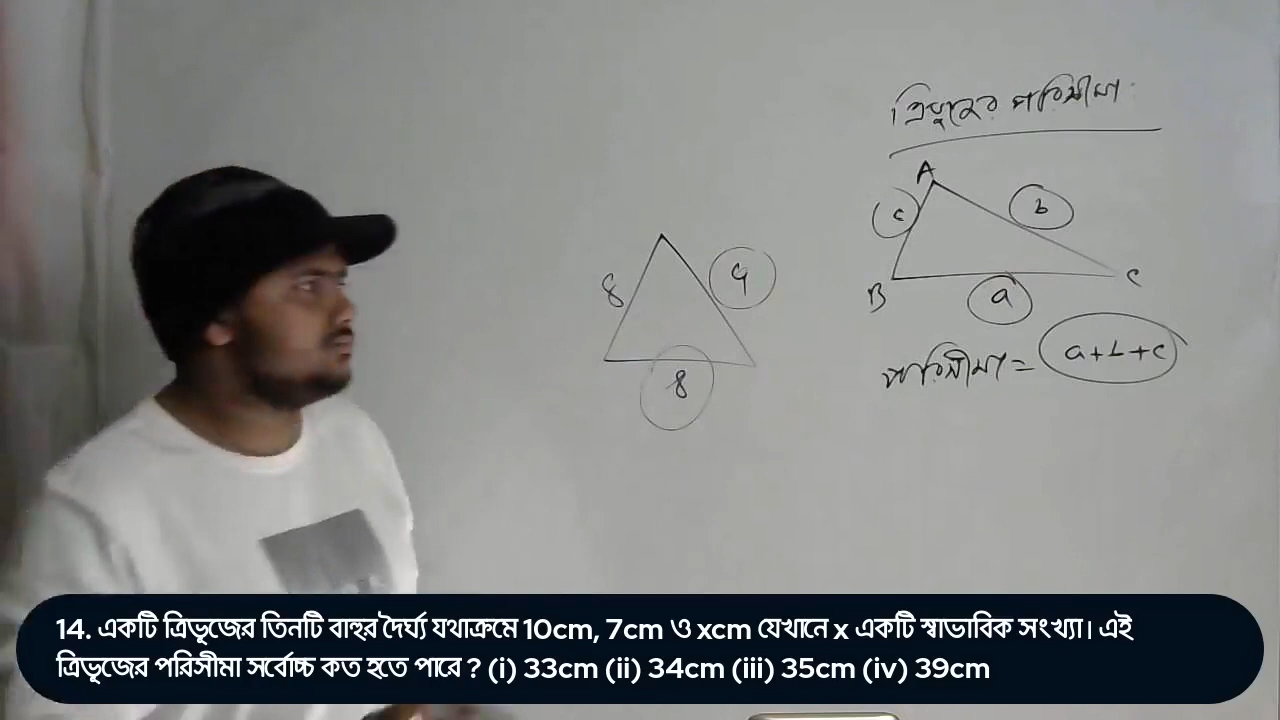 ত্রিভুজের পরিসীমা
A
c
b
B
a
C
পরিসীমা = a+b+c
8
9
8
14. একটি ত্রিভূজের তিনটি বাহুর দৈর্ঘ্য যথাক্রমে 10cm, 7cm ও xcm যেখানে x একটি স্বাভাবিক সংখ্যা। এই
ত্রিভূজের পরিসীমা সর্বোচ্চ কত হতে পারে ? (i) 33cm (ii) 34cm (iii) 35cm (iv) 39cm